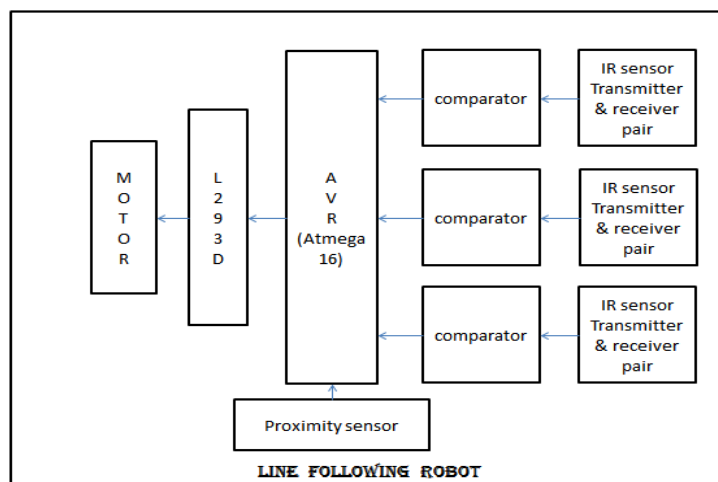 M
O
T
O
R
L
2
9
3
D
A
V
R
(Atmega
16)
comparator
IR sensor
Transmitter
& receiver
pair
comparator
IR sensor
Transmitter
& receiver
pair
comparator
IR sensor
Transmitter
& receiver
pair
Proximity sensor
LINE FOLLOWING ROBOT